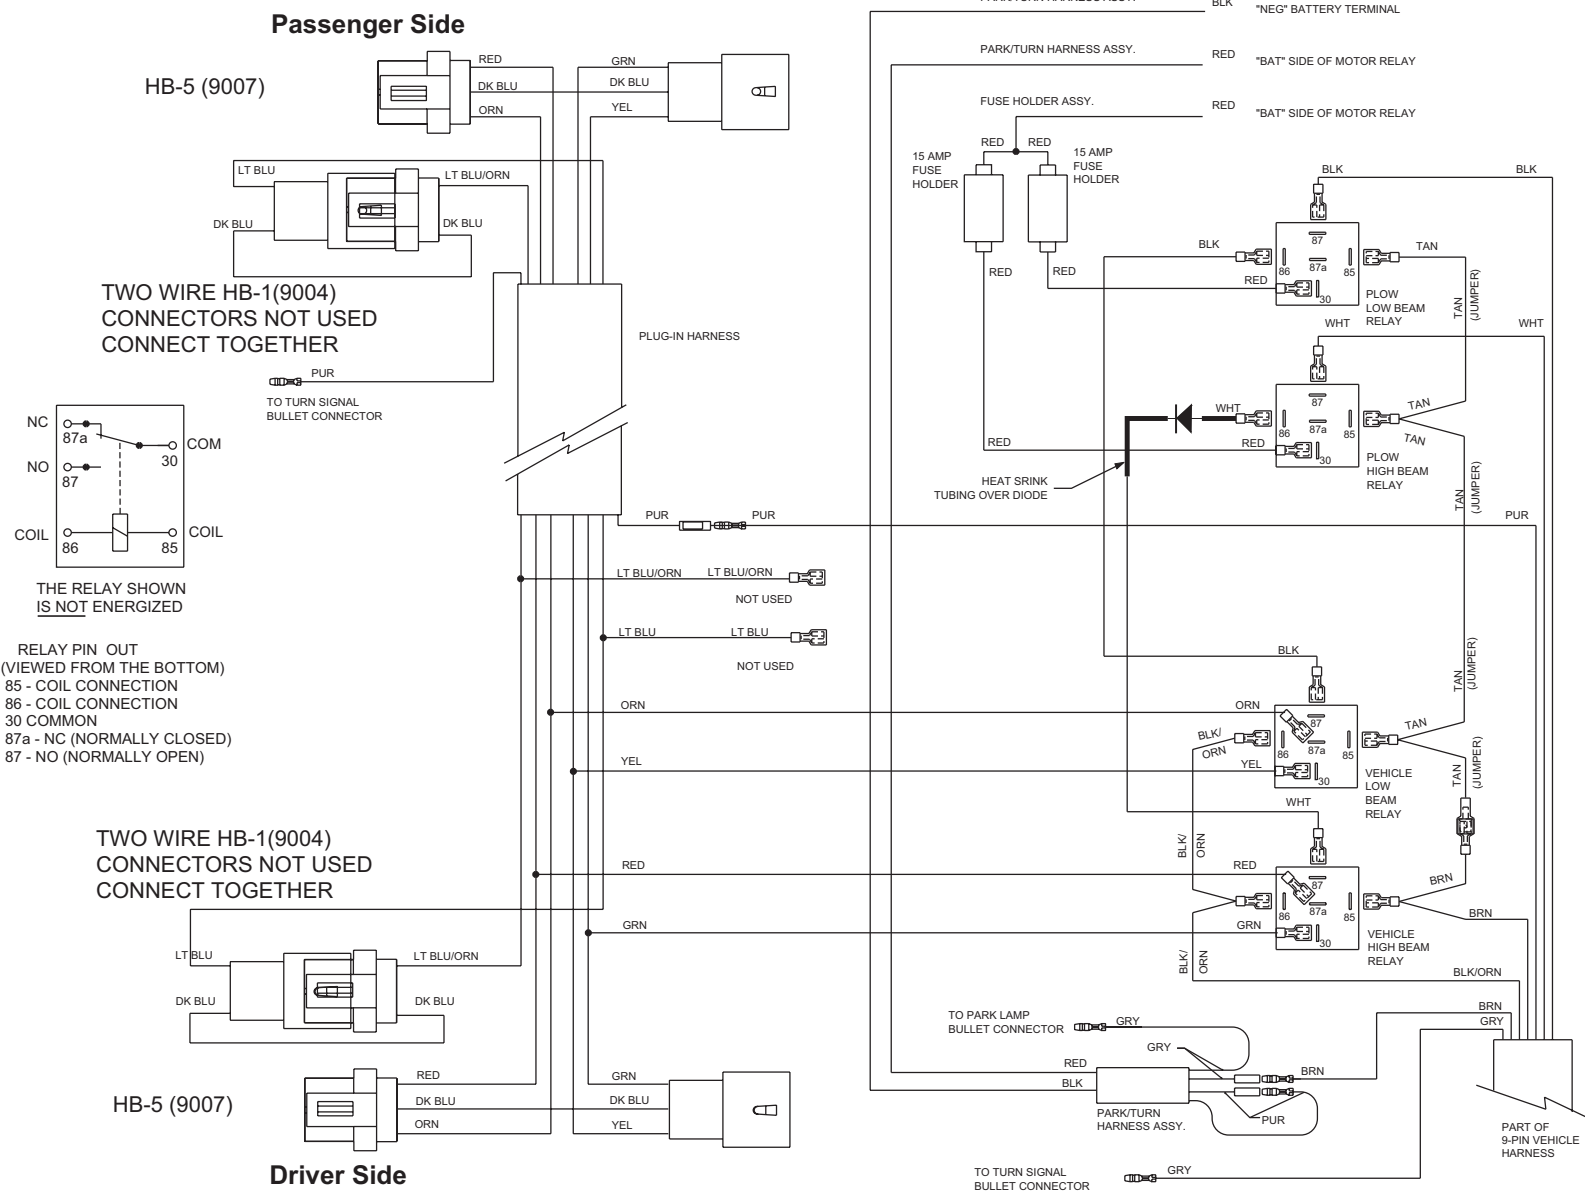 Passenger Side
HB-5 (9007)
RED
DK BLU
ORN
GRN
DK BLU
YEL
LT BLU
LT BLU/ORN
DK BLU
DK BLU
TWO WIRE HB-1(9004)
CONNECTORS NOT USED
CONNECT TOGETHER
PUR
TO TURN SIGNAL
BULLET CONNECTOR
PLUG-IN HARNESS
NC
87a
COM
30
NO
87
COIL
86
85
COIL
THE RELAY SHOWN
IS NOT ENERGIZED
RELAY PIN OUT
(VIEWED FROM THE BOTTOM)
85 - COIL CONNECTION
86 - COIL CONNECTION
30 COMMON
87a - NC (NORMALLY CLOSED)
87 - NO (NORMALLY OPEN)
BLK
"NEG" BATTERY TERMINAL
PARK/TURN HARNESS ASSY.
RED
"BAT" SIDE OF MOTOR RELAY
FUSE HOLDER ASSY.
RED
"BAT" SIDE OF MOTOR RELAY
RED
RED
15 AMP
FUSE
HOLDER
15 AMP
FUSE
HOLDER
RED
RED
BLK
BLK
BLK
TAN
87
86
87a
85
30
RED
PLOW
LOW BEAM
RELAY
TAN
(JUMPER)
WHT
WHT
WHT
TAN
TAN
87
86
87a
85
30
RED
RED
PLOW
HIGH BEAM
RELAY
HEAT SRINK
TUBING OVER DIODE
TAN
(JUMPER)
PUR
PUR
PUR
LT BLU/ORN
LT BLU/ORN
NOT USED
LT BLU
LT BLU
NOT USED
BLK
TAN
(JUMPER)
ORN
ORN
BLK/
ORN
87
86
87a
85
30
TAN
YEL
YEL
VEHICLE
LOW
BEAM
RELAY
TAN
(JUMPER)
WHT
BLK/
ORN
RED
RED
87
86
87a
85
30
BRN
BRN
GRN
GRN
VEHICLE
HIGH BEAM
RELAY
BLK/
ORN
BLK/ORN
BRN
GRY
TWO WIRE HB-1(9004)
CONNECTORS NOT USED
CONNECT TOGETHER
LT BLU
LT BLU/ORN
DK BLU
DK BLU
HB-5 (9007)
RED
DK BLU
ORN
GRN
DK BLU
YEL
Driver Side
TO PARK LAMP
BULLET CONNECTOR
GRY
GRY
RED
BLK
BRN
PUR
PARK/TURN
HARNESS ASSY.
PART OF
9-PIN VEHICLE
HARNESS
TO TURN SIGNAL
BULLET CONNECTOR
GRY